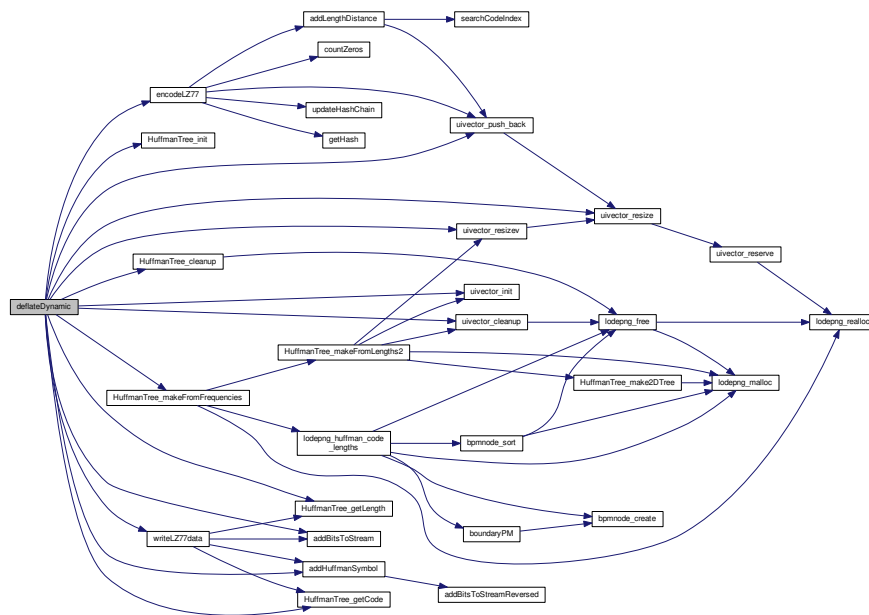 addLengthDistance
searchCodeIndex
countZeros
encodeLZ77
updateHashChain
uivector_push_back
HuffmanTree_init
getHash
uivector_resize
uivector_resizev
uivector_reserve
HuffmanTree_cleanup
uivector_init
deflateDynamic
uivector_cleanup
lodepng_free
lodepng_realloc
HuffmanTree_makeFromLengths2
HuffmanTree_make2DTree
lodepng_malloc
HuffmanTree_makeFromFrequencies
lodepng_huffman_code
_lengths
bpmnode_sort
HuffmanTree_getLength
bpmnode_create
boundaryPM
writeLZ77data
addBitsToStream
addHuffmanSymbol
addBitsToStreamReversed
HuffmanTree_getCode